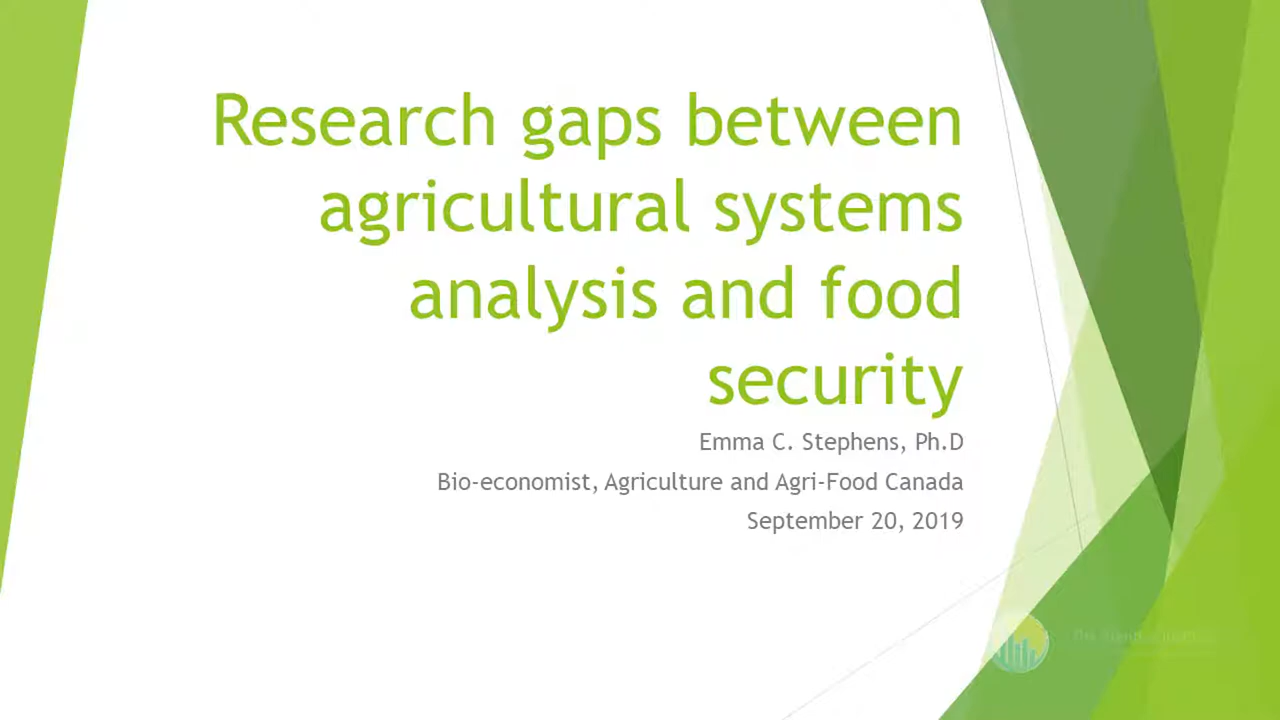 Research gaps between
agricultural systems
analysis and food
security
Emma C. Stephens, Ph.D
Bio-economist, Agriculture and Agri-Food Canada
September 20, 2019